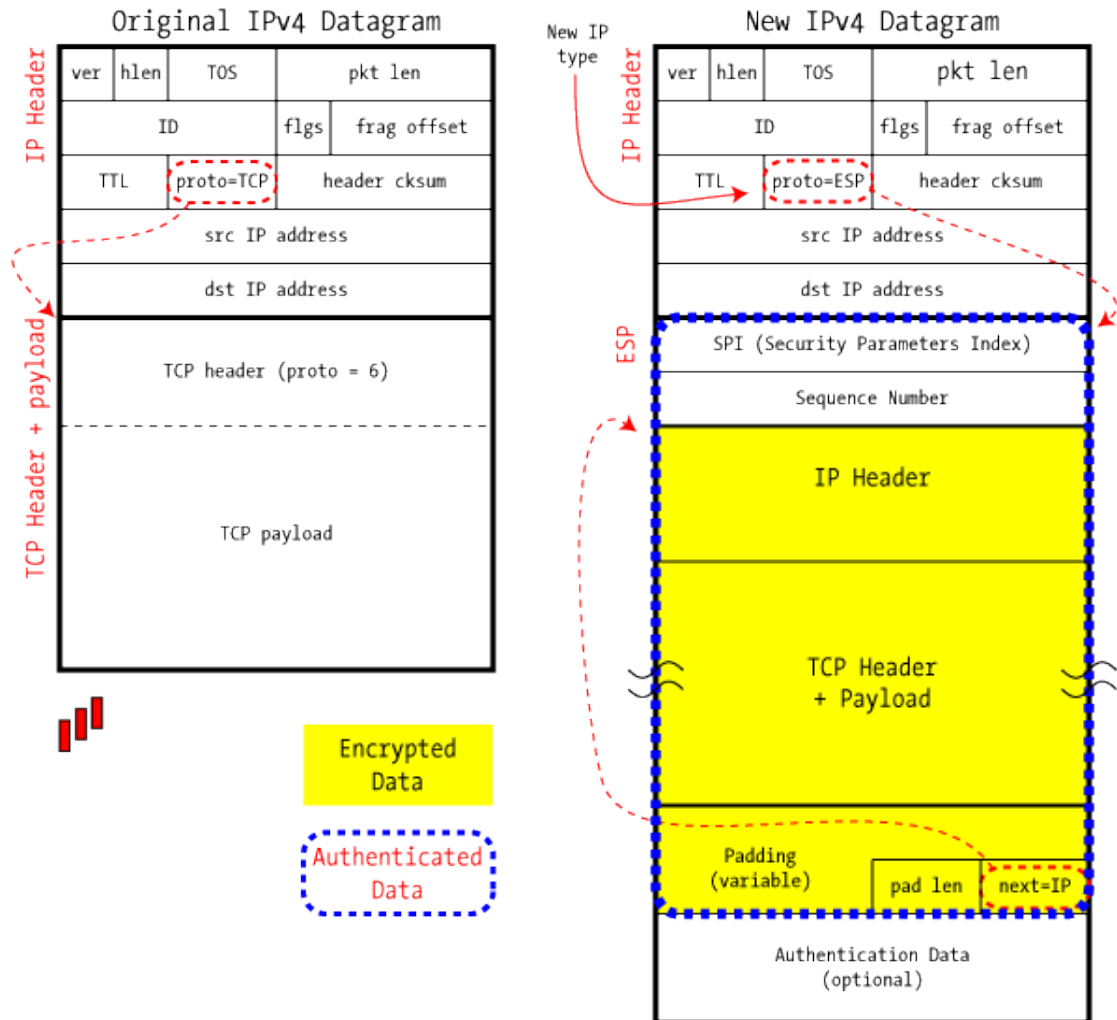 Original IPv4 Datagram
IP Header
ver hlen TOS pkt len
ID flgs frag offset
TTL proto=TCP header cksum
src IP address
dst IP address
TCP Header + payload
TCP header (proto = 6)
TCP payload
Encrypted
Data
Authenticated
Data
New IPv4 Datagram
New IP
type
IP Header
ver hlen TOS pkt len
ID flgs frag offset
TTL proto=ESP header cksum
src IP address
dst IP address
ESP
SPI (Security Parameters Index)
Sequence Number
IP Header
TCP Header
+ Payload
Padding
(variable)
pad len next=IP
Authentication Data
(optional)